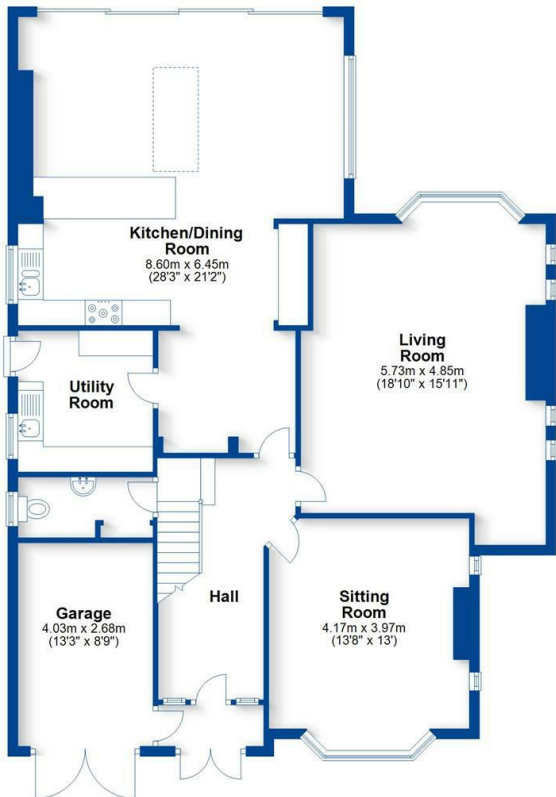 Kitchen/Dining
Room
8.60m x 6.45m
(28'3" x 21'2")
Living
Room
5.73m x 4.85m
(18'10" x 15'11")
Utility
Room
Hall
Garage
4.03m x 2.68m
(13'3" x 8'9")
Sitting
Room
4.17m x 3.97m
(13'8" x 13')